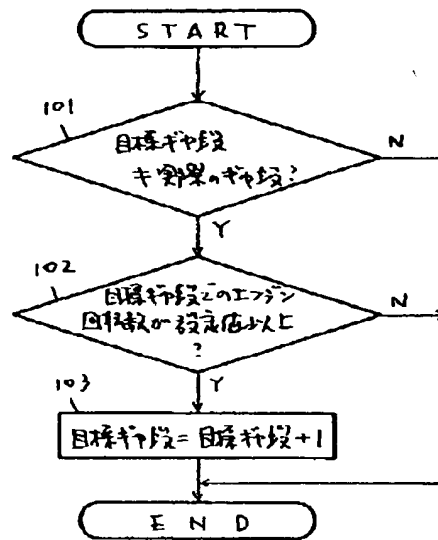 START
101
目標ギヤ段
≠実際のギヤ段?
N
Y
102
目標ギヤ段でのエンジン
回転数が設定値以上
?
N
Y
103
目標ギヤ段=目標ギヤ段+1
END